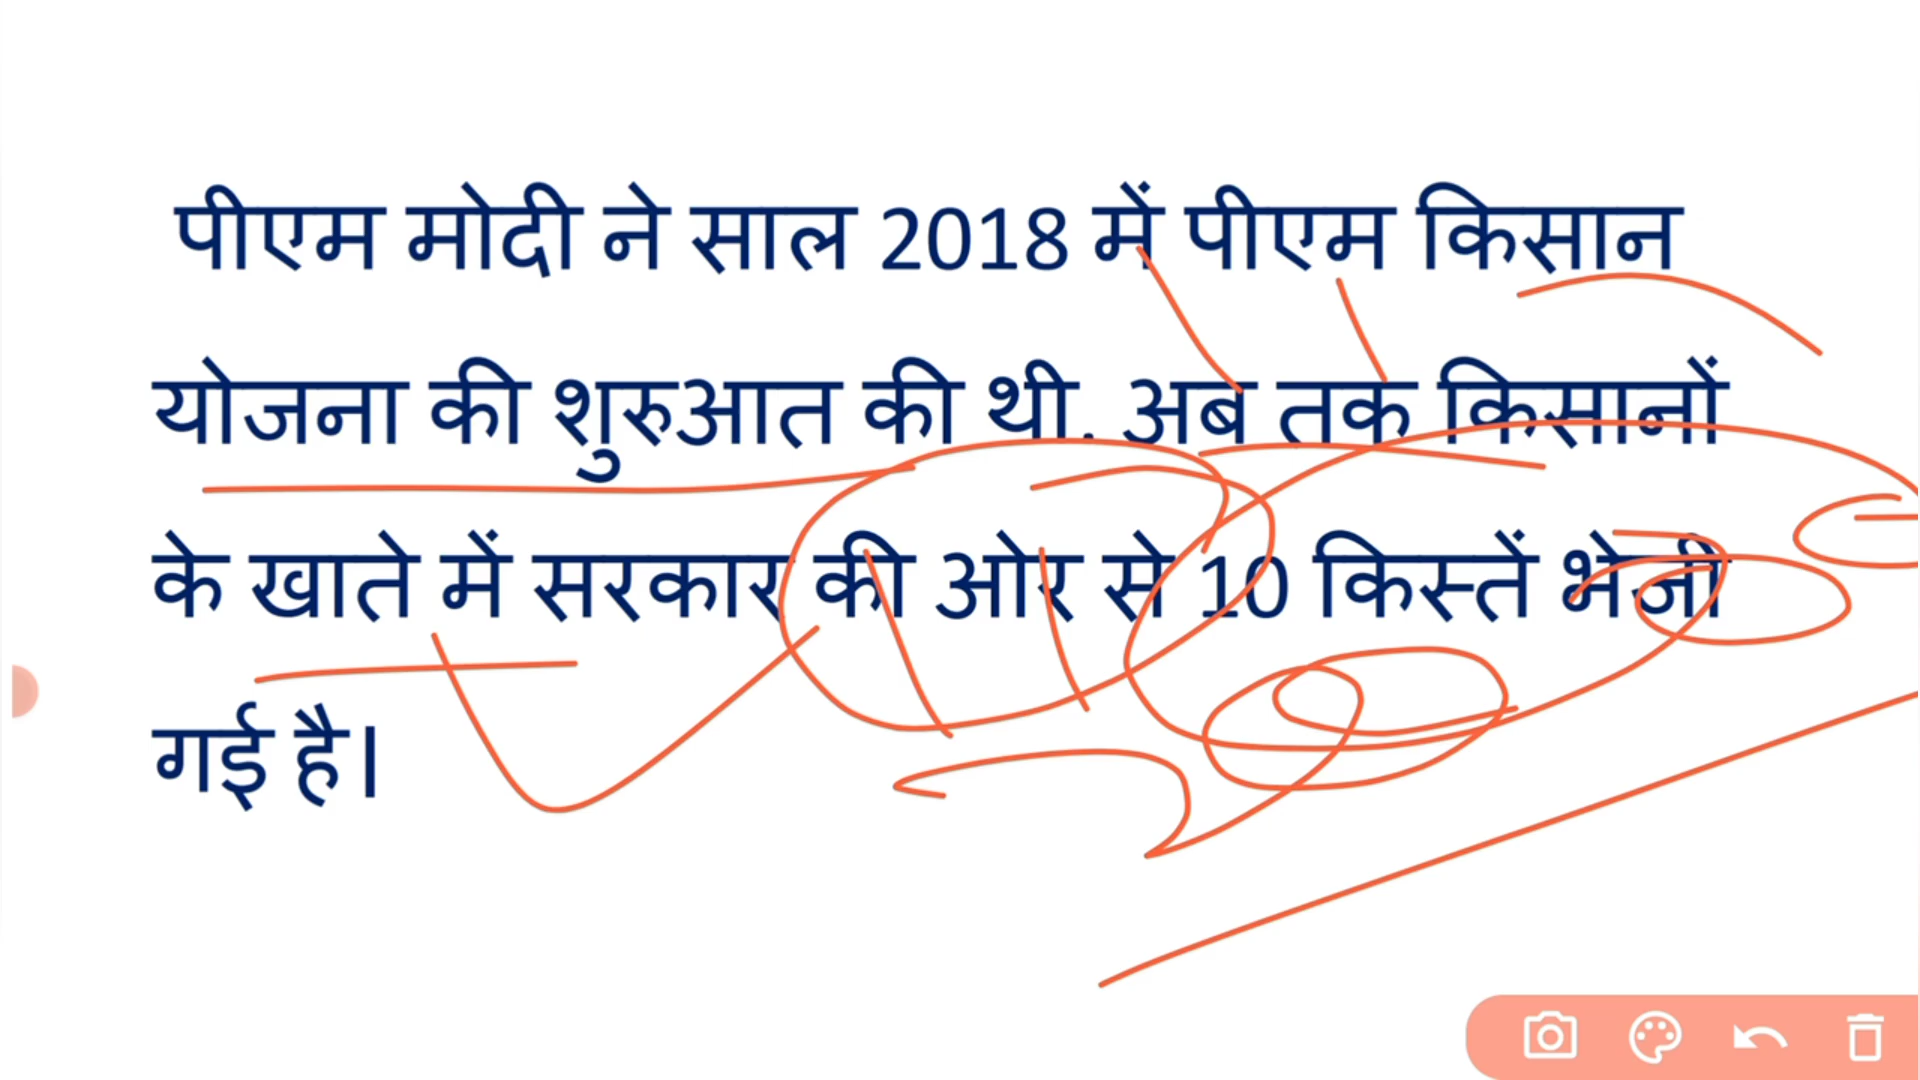 पीएम मोदी ने साल 2018 में पीएम किसान
योजना की शुरुआत की थी. अब तक किसानों
के खाते में सरकार की ओर से 10 किस्तें भेजी
गई है।